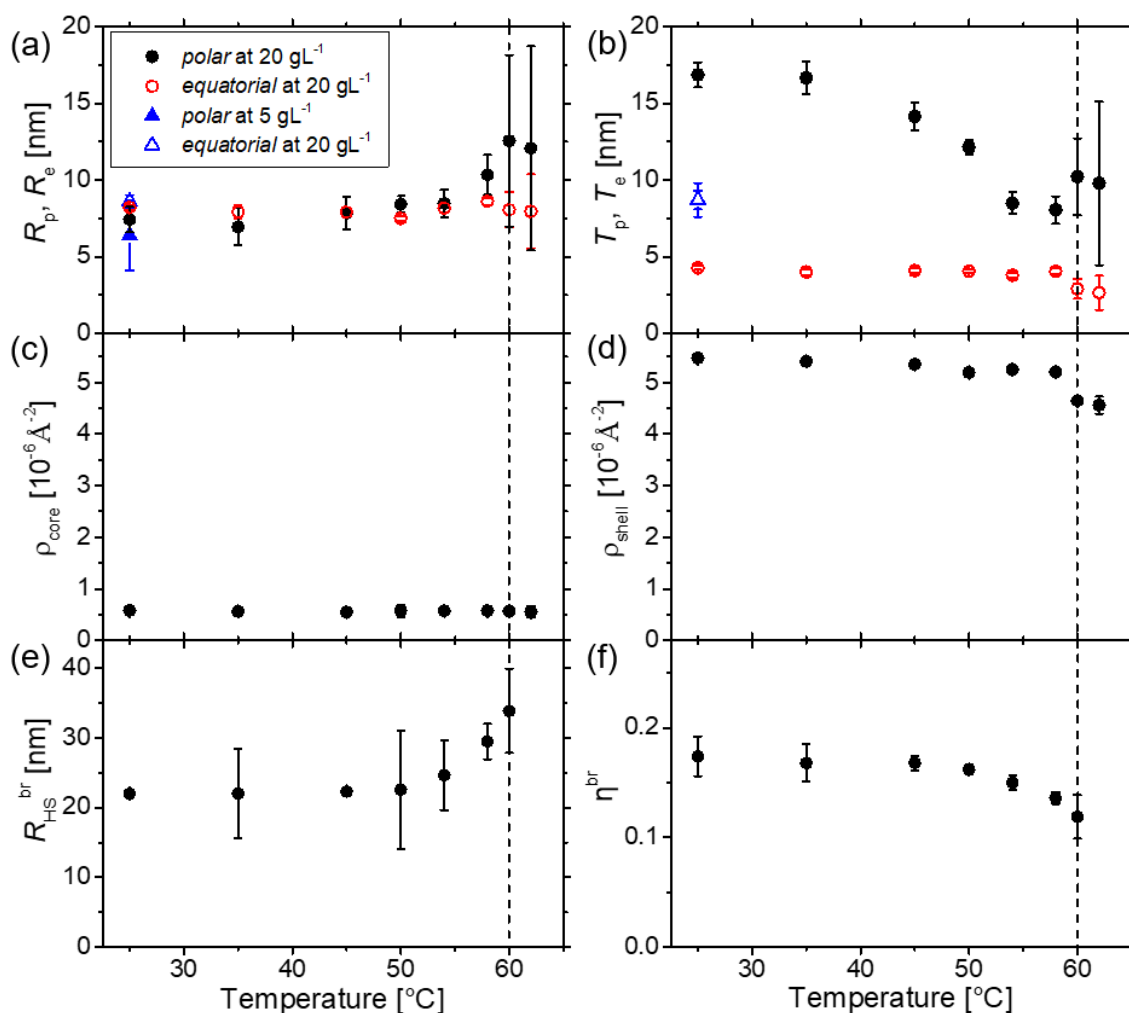 (a)
20
15
10
5
0
Rp, Re [nm]
polar at 20 gL-1
equatorial at 20 gL-1
polar at 5 gL-1
equatorial at 20 gL-1
(b)
20
15
10
5
0
Tp, Te [nm]
(c)
5
4
3
2
1
0
ρcore [10-6 Å-2]
(d)
5
4
3
2
1
0
ρshell [10-6 Å-2]
(e)
40
30
20
10
0
RHSbr [nm]
30 40 50 60
Temperature [°C]
(f)
0.2
0.1
0.0
ηbr
30 40 50 60
Temperature [°C]